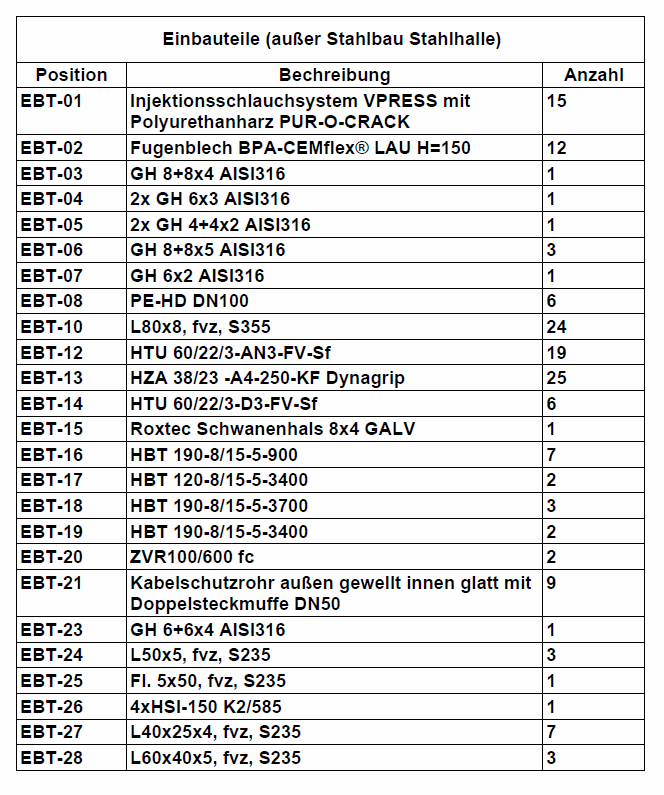 Einbauteile (außer Stahlbau Stahlhalle)
Position Bechreibung Anzahl
EBT-01 Injektionsschlauchsystem VPRESS mit 15
Polyurethanharz PUR-O-CRACK
EBT-02 Fugenblech BPA-CEMflex® LAU H=150 12
EBT-03 GH 8+8x4 AISI316 1
EBT-04 2x GH 6x3 AISI316 1
EBT-05 2x GH 4+4x2 AISI316 1
EBT-06 GH 8+8x5 AISI316 3
EBT-07 GH 6x2 AISI316 1
EBT-08 PE-HD DN100 6
EBT-10 L80x8, fvz, S355 24
EBT-12 HTU 60/22/3-AN3-FV-Sf 19
EBT-13 HZA 38/23 -A4-250-KF Dynagrip 25
EBT-14 HTU 60/22/3-D3-FV-Sf 6
EBT-15 Roxtec Schwanenhals 8x4 GALV 1
EBT-16 HBT 190-8/15-5-900 7
EBT-17 HBT 120-8/15-5-3400 2
EBT-18 HBT 190-8/15-5-3700 3
EBT-19 HBT 190-8/15-5-3400 2
EBT-20 ZVR100/600 fc 2
EBT-21 Kabelschutzrohr außen gewellt innen glatt mit 9
Doppelsteckmuffe DN50
EBT-23 GH 6+6x4 AISI316 1
EBT-24 L50x5, fvz, S235 3
EBT-25 Fl. 5x50, fvz, S235 1
EBT-26 4xHSI-150 K2/585 1
EBT-27 L40x25x4, fvz, S235 7
EBT-28 L60x40x5, fvz, S235 3